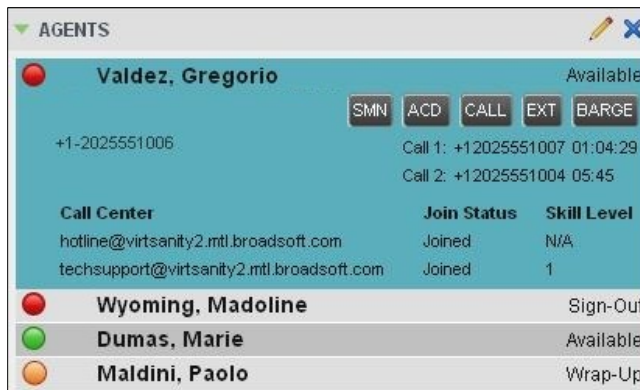 AGENTS
Valdez, Gregorio Available
SMN ACD CALL EXT BARGE
+1-2025551006 Call 1: +12025551007 01:04:29
Call 2: +12025551004 05:45
Call Center Join Status Skill Level
hotline@virtsanity2.mtl.broadsoft.com Joined N/A
techsupport@virtsanity2.mtl.broadsoft.com Joined 1
Wyoming, Madoline Sign-Out
Dumas, Marie Available
Maldini, Paolo Wrap-Up